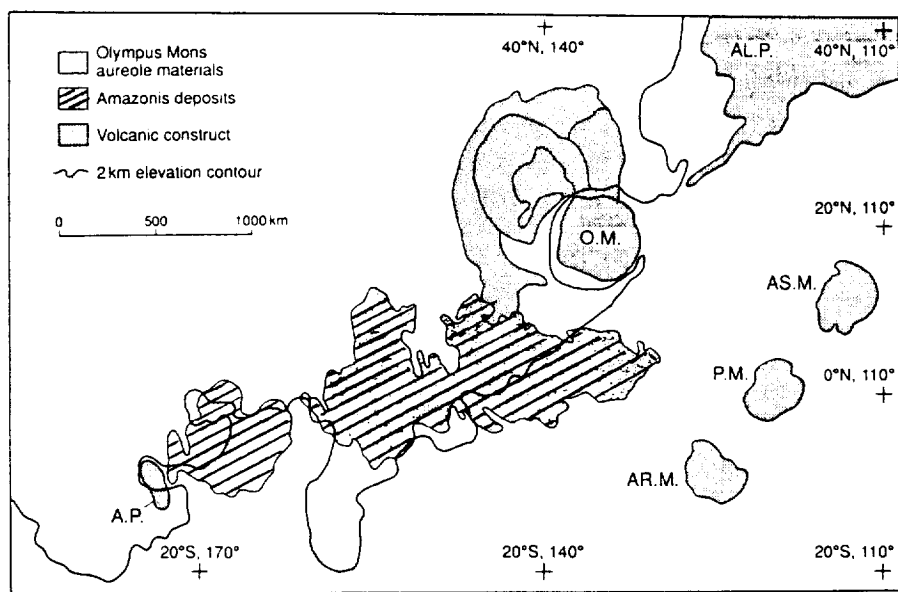 Olympus Mons
aureole materials
Amazonis deposits
Volcanic construct
2 km elevation contour
0 500 1000 km
40°N, 140°
AL.P.
40°N, 110°
O.M.
20°N, 110°
AS.M.
P.M.
0°N, 110°
AR.M.
A.P.
20°S, 170°
20°S, 140°
20°S, 110°